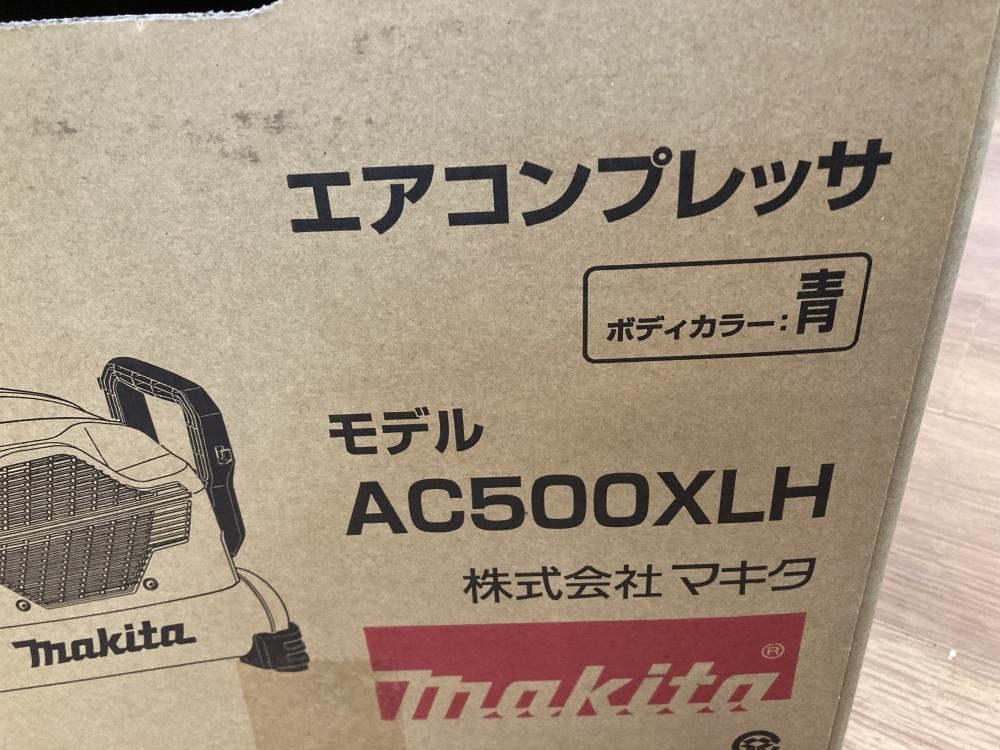 エアコンプレッサ
ボディカラー:青
モデル
AC500XLH
株式会社マキタ
makita
makita®